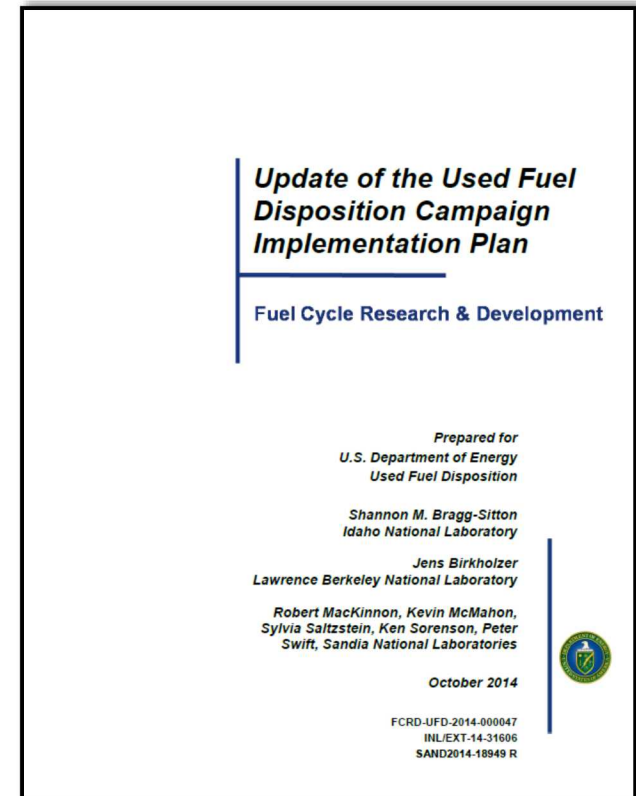 Update of the Used Fuel
Disposition Campaign
Implementation Plan
Fuel Cycle Research & Development
Prepared for
U.S. Department of Energy
Used Fuel Disposition
Shannon M. Bragg-Sitton
Idaho National Laboratory
Jens Birkholzer
Lawrence Berkeley National Laboratory
Robert MacKinnon, Kevin McMahon,
Sylvia Saltzstein, Ken Sorenson, Peter
Swift, Sandia National Laboratories
October 2014
FCRD-UFD-2014-000047
INL/EXT-14-31606
SAND2014-18949 R